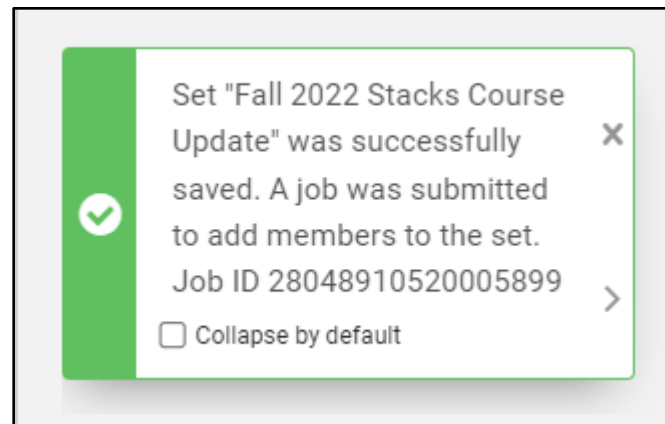 Set "Fall 2022 Stacks Course
Update" was successfully
saved. A job was submitted
to add members to the set.
Job ID 28048910520005899
Collapse by default